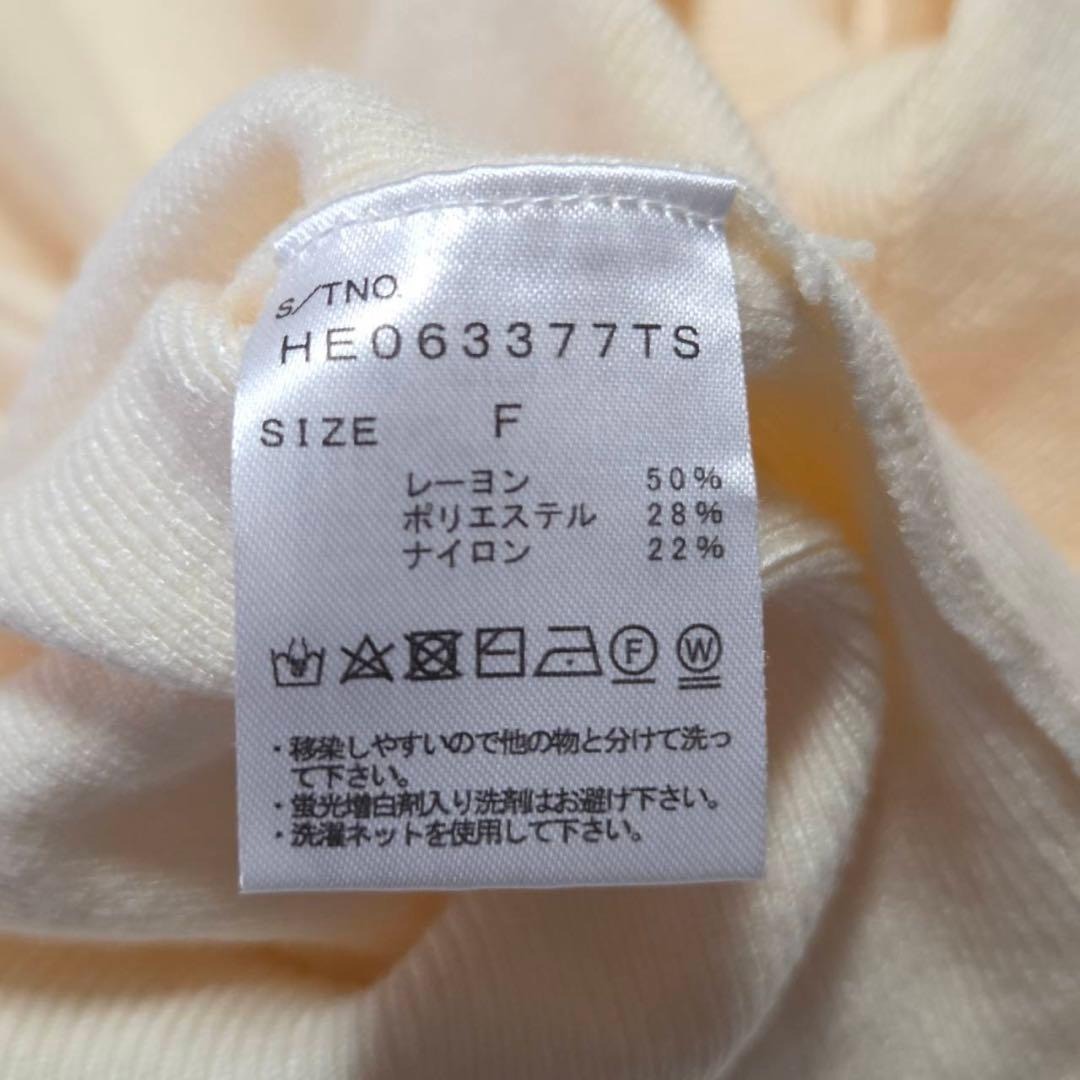 S/TNO.
HE063377TS
SIZE F
レーヨン 50%
ポリエステル 28%
ナイロン 22%
F W
・移染しやすいので他の物と分けて洗っ
て下さい。
・蛍光増白剤入り洗剤はお避け下さい。
・洗濯ネットを使用して下さい。